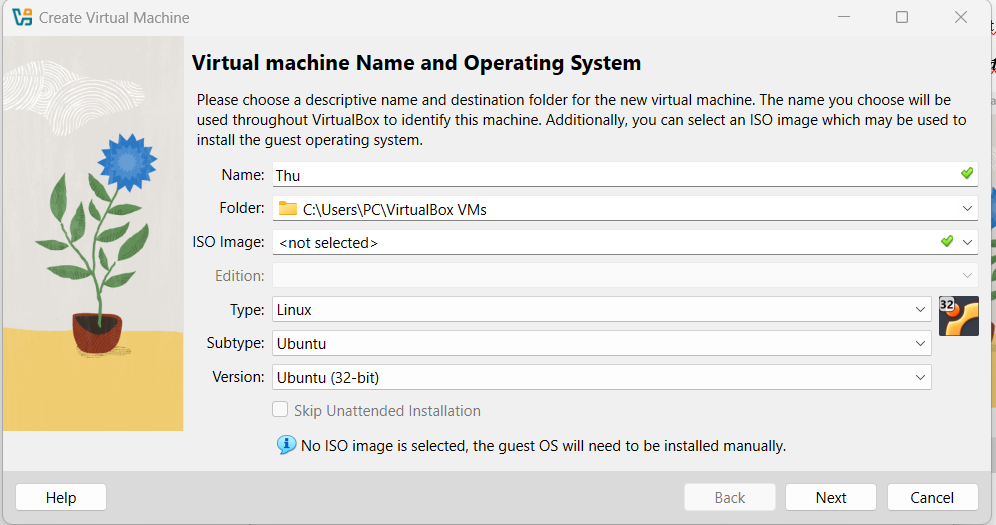 Create Virtual Machine
Virtual machine Name and Operating System
Please choose a descriptive name and destination folder for the new virtual machine. The name you choose will be
used throughout VirtualBox to identify this machine. Additionally, you can select an ISO image which may be used to
install the guest operating system.
Name: Thu
Folder: C:\Users\PC\VirtualBox VMs
ISO Image: <not selected>
Edition:
Type: Linux
32
Subtype: Ubuntu
Version: Ubuntu (32-bit)
Skip Unattended Installation
No ISO image is selected, the guest OS will need to be installed manually.
Help Back Next Cancel